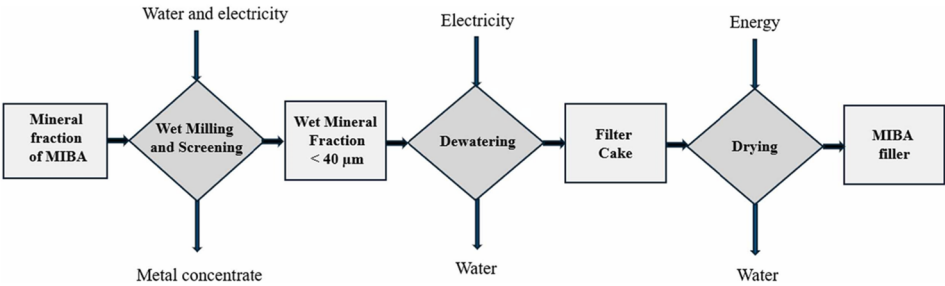 Water and electricity
Electricity
Energy
Mineral
fraction
of MIBA
Wet Milling
and Screening
Wet Mineral
Fraction
< 40 µm
Dewatering
Filter
Cake
Drying
MIBA
filler
Metal concentrate
Water
Water